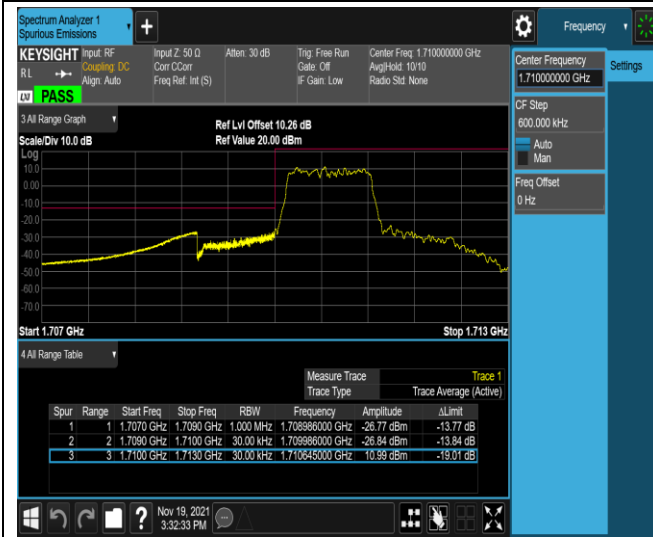 Spectrum Analyzer 1
Spurious Emissions
Frequency
KEYSIGHT
R L
LXI PASS
Input: RF
Coupling: DC
Align: Auto
Input Z: 50 Ω
Corr CCorr
Freq Ref: Int (S)
Atten: 30 dB
Trig: Free Run
Gate: Off
IF Gain: Low
Center Freq: 1.710000000 GHz
Avg|Hold: 10/10
Radio Std: None
Center Frequency
1.710000000 GHz
Settings
CF Step
600.000 kHz
Auto
Man
Freq Offset
0 Hz
3 All Range Graph
Scale/Div 10.0 dB
Ref Lvl Offset 10.26 dB
Ref Value 20.00 dBm
Log
10.0
0.00
-10.0
-20.0
-30.0
-40.0
-50.0
-60.0
-70.0
Start 1.707 GHz Stop 1.713 GHz
4 All Range Table
Measure Trace Trace 1
Trace Type Trace Average (Active)
Spur Range Start Freq Stop Freq RBW Frequency Amplitude ΔLimit
1 1 1.7070 GHz 1.7090 GHz 1.000 MHz 1.708986000 GHz -26.77 dBm -13.77 dB
2 2 1.7090 GHz 1.7100 GHz 30.00 kHz 1.709986000 GHz -26.84 dBm -13.84 dB
3 3 1.7100 GHz 1.7130 GHz 30.00 kHz 1.710645000 GHz 10.99 dBm -19.01 dB
Nov 19, 2021
3:32:33 PM